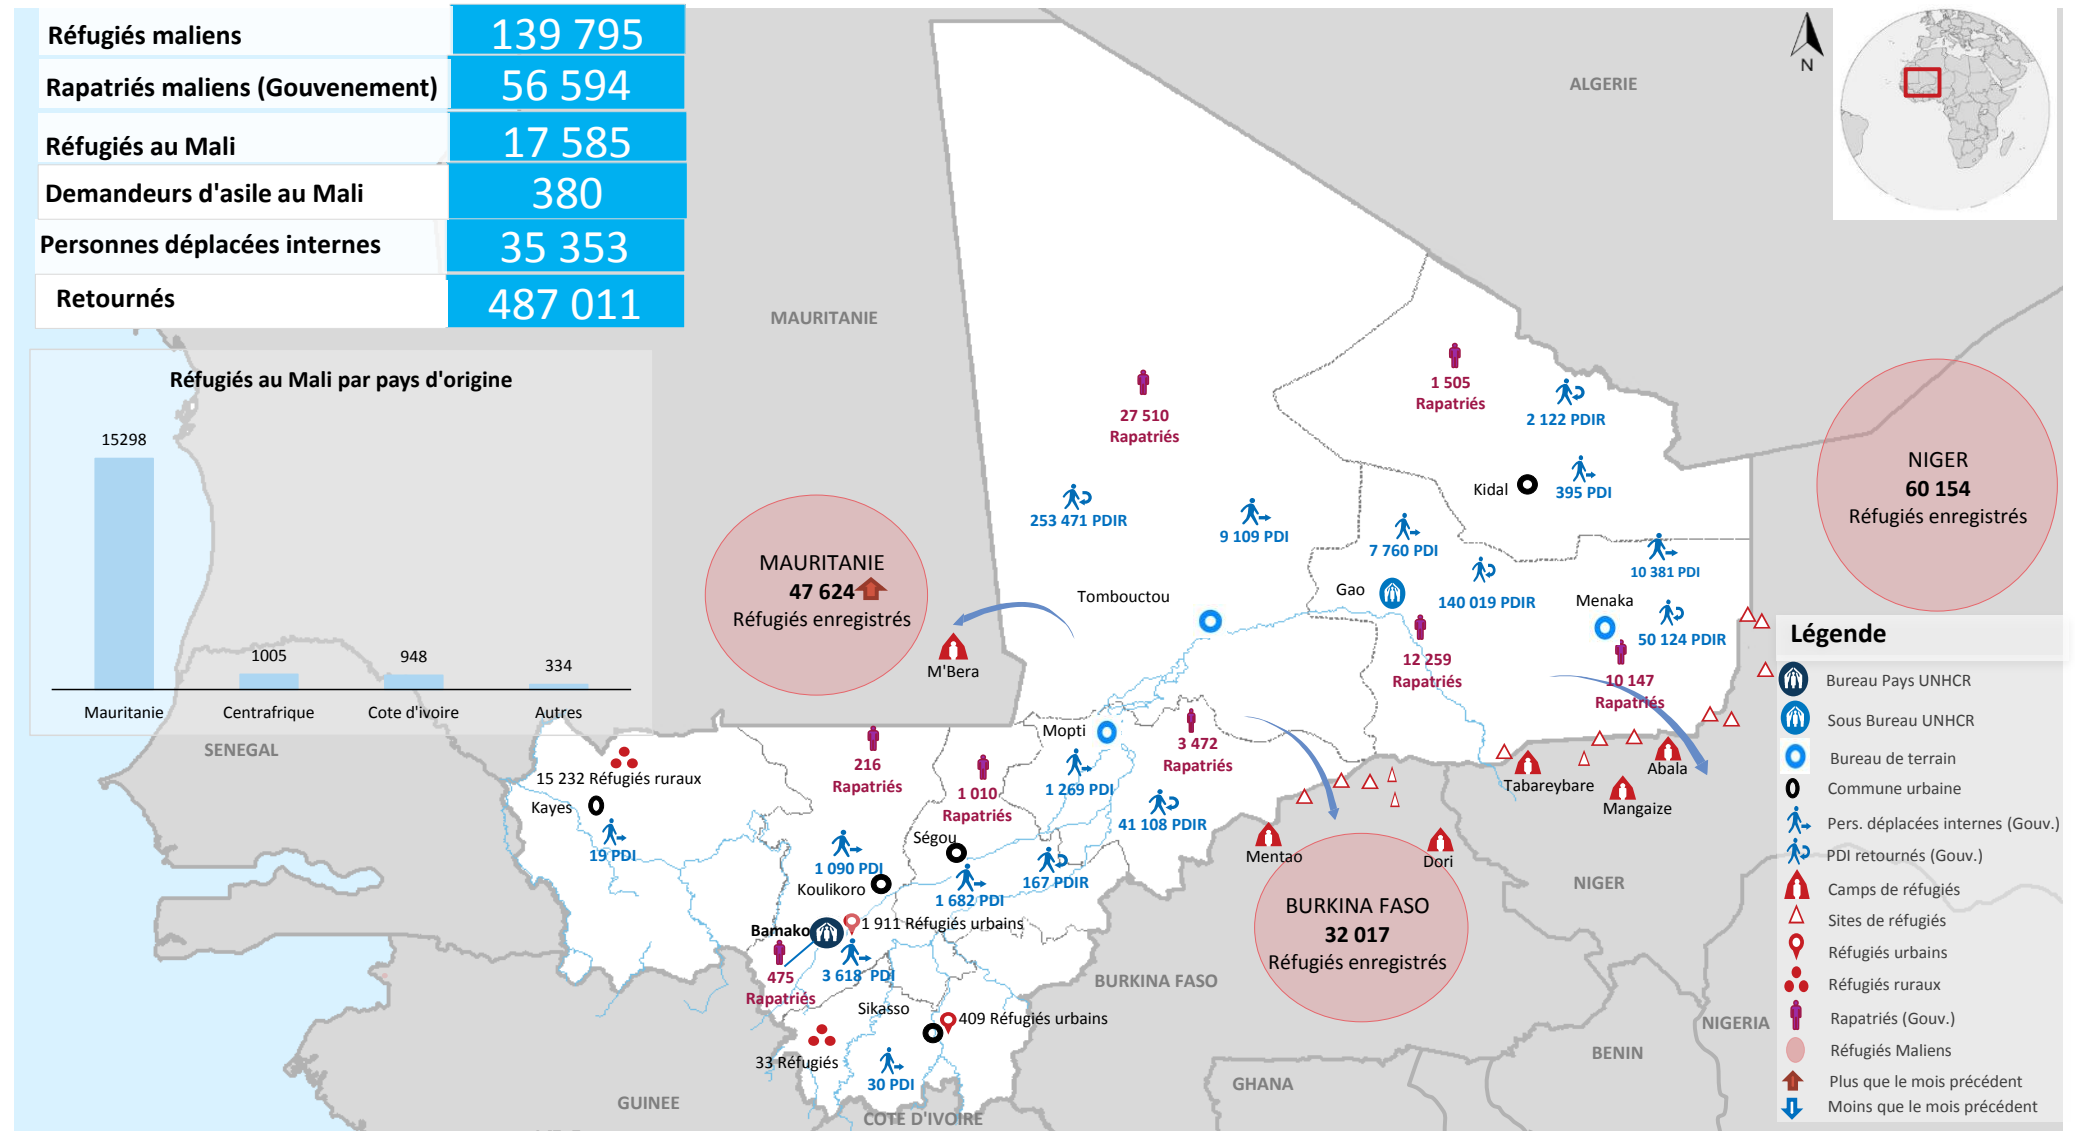 Réfugiés maliens
139 795
Rapatriés maliens (Gouvenement)
56 594
Réfugiés au Mali
17 585
Demandeurs d'asile au Mali
380
Personnes déplacées internes
35 353
Retournés
487 011
N
ALGERIE
MAURITANIE
Réfugiés au Mali par pays d'origine
15298
1005
948
334
Mauritanie
Centrafrique
Cote d'ivoire
Autres
SENEGAL
1 505
Rapatriés
2 122 PDIR
27 510
Rapatriés
Kidal
395 PDI
253 471 PDIR
9 109 PDI
7 760 PDI
10 381 PDI
NIGER
60 154
Réfugiés enregistrés
MAURITANIE
47 624
Réfugiés enregistrés
Tombouctou
Gao
140 019 PDIR
Menaka
50 124 PDIR
M'Bera
12 259
Rapatriés
10 147
Rapatriés
Mopti
3 472
Rapatriés
216
Rapatriés
1 010
Rapatriés
1 269 PDI
41 108 PDIR
15 232 Réfugiés ruraux
Kayes
19 PDI
Ségou
1 090 PDI
Koulikoro
167 PDIR
1 682 PDI
Bamako
1 911 Réfugiés urbains
475
Rapatriés
3 618 PDI
Sikasso
409 Réfugiés urbains
33 Réfugiés
30 PDI
Tabareybare
Abala
Mangaize
Mentao
Dori
BURKINA FASO
32 017
Réfugiés enregistrés
BURKINA FASO
NIGER
NIGERIA
BENIN
GHANA
GUINEE
COTE D'IVOIRE
Légende
Bureau Pays UNHCR
Sous Bureau UNHCR
Bureau de terrain
Commune urbaine
Pers. déplacées internes (Gouv.)
PDI retournés (Gouv.)
Camps de réfugiés
Sites de réfugiés
Réfugiés urbains
Réfugiés ruraux
Rapatriés (Gouv.)
Réfugiés Maliens
Plus que le mois précédent
Moins que le mois précédent